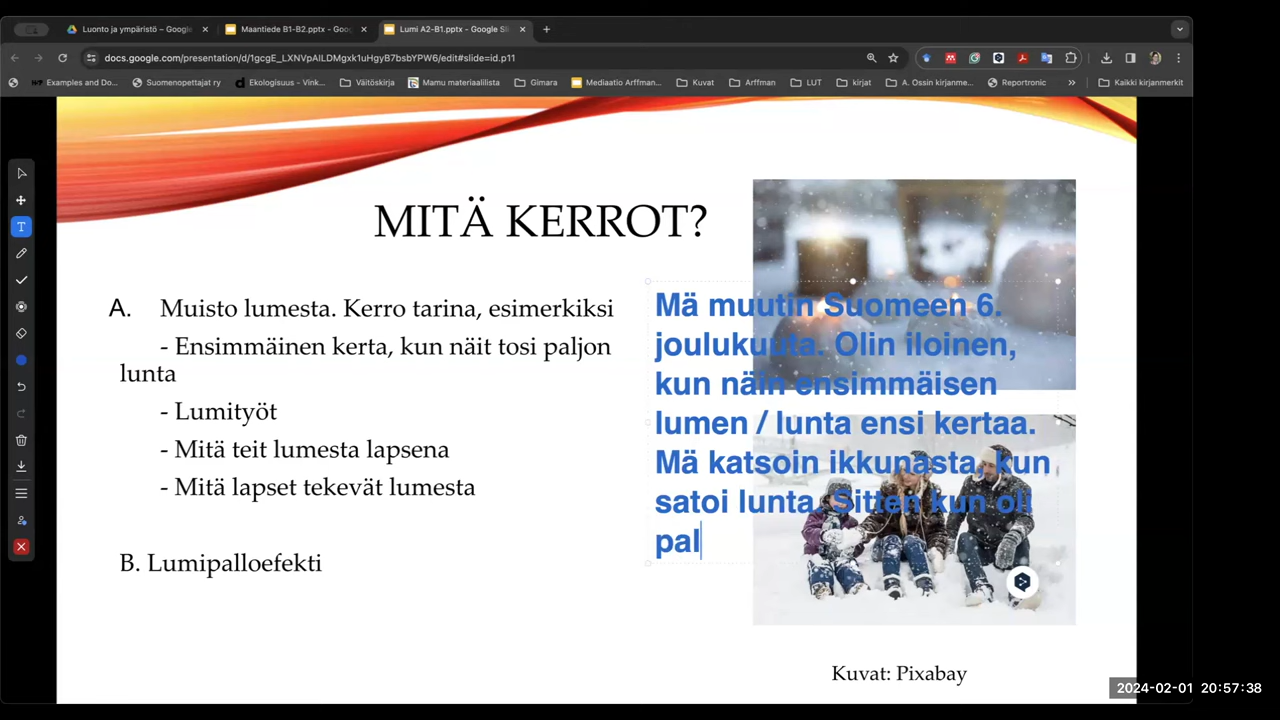 Luonto ja ympäristö – Google
Maantiede B1-B2.pptx - Goog
Lumi A2-B1.pptx - Google Sl
docs.google.com/presentation/d/1gcgE_LXNVpAILDMgxk1uHgyB7bsbYPW6/edit#slide=id.p11
Examples and Do...
Suomenopettajat ry
Ekologisuus - Vink...
Väitöskirja
Mamu materiaalilista
Gimara
Mediaatio Arffman...
Kuvat
Arffman
LUT
kirjat
A. Ossin kirjanme...
Reportronic
Kaikki kirjanmerkit
MITÄ KERROT?
A. Muisto lumesta. Kerro tarina, esimerkiksi
- Ensimmäinen kerta, kun näit tosi paljon
lunta
- Lumityöt
- Mitä teit lumesta lapsena
- Mitä lapset tekevät lumesta
B. Lumipalloefekti
Mä muutin Suomeen 6.
joulukuuta. Olin iloinen,
kun näin ensimmäisen
lumen / lunta ensi kertaa.
Mä katsoin ikkunasta, kun
satoi lunta. Sitten kun oli
pal
Kuvat: Pixabay
2024-02-01 20:57:38